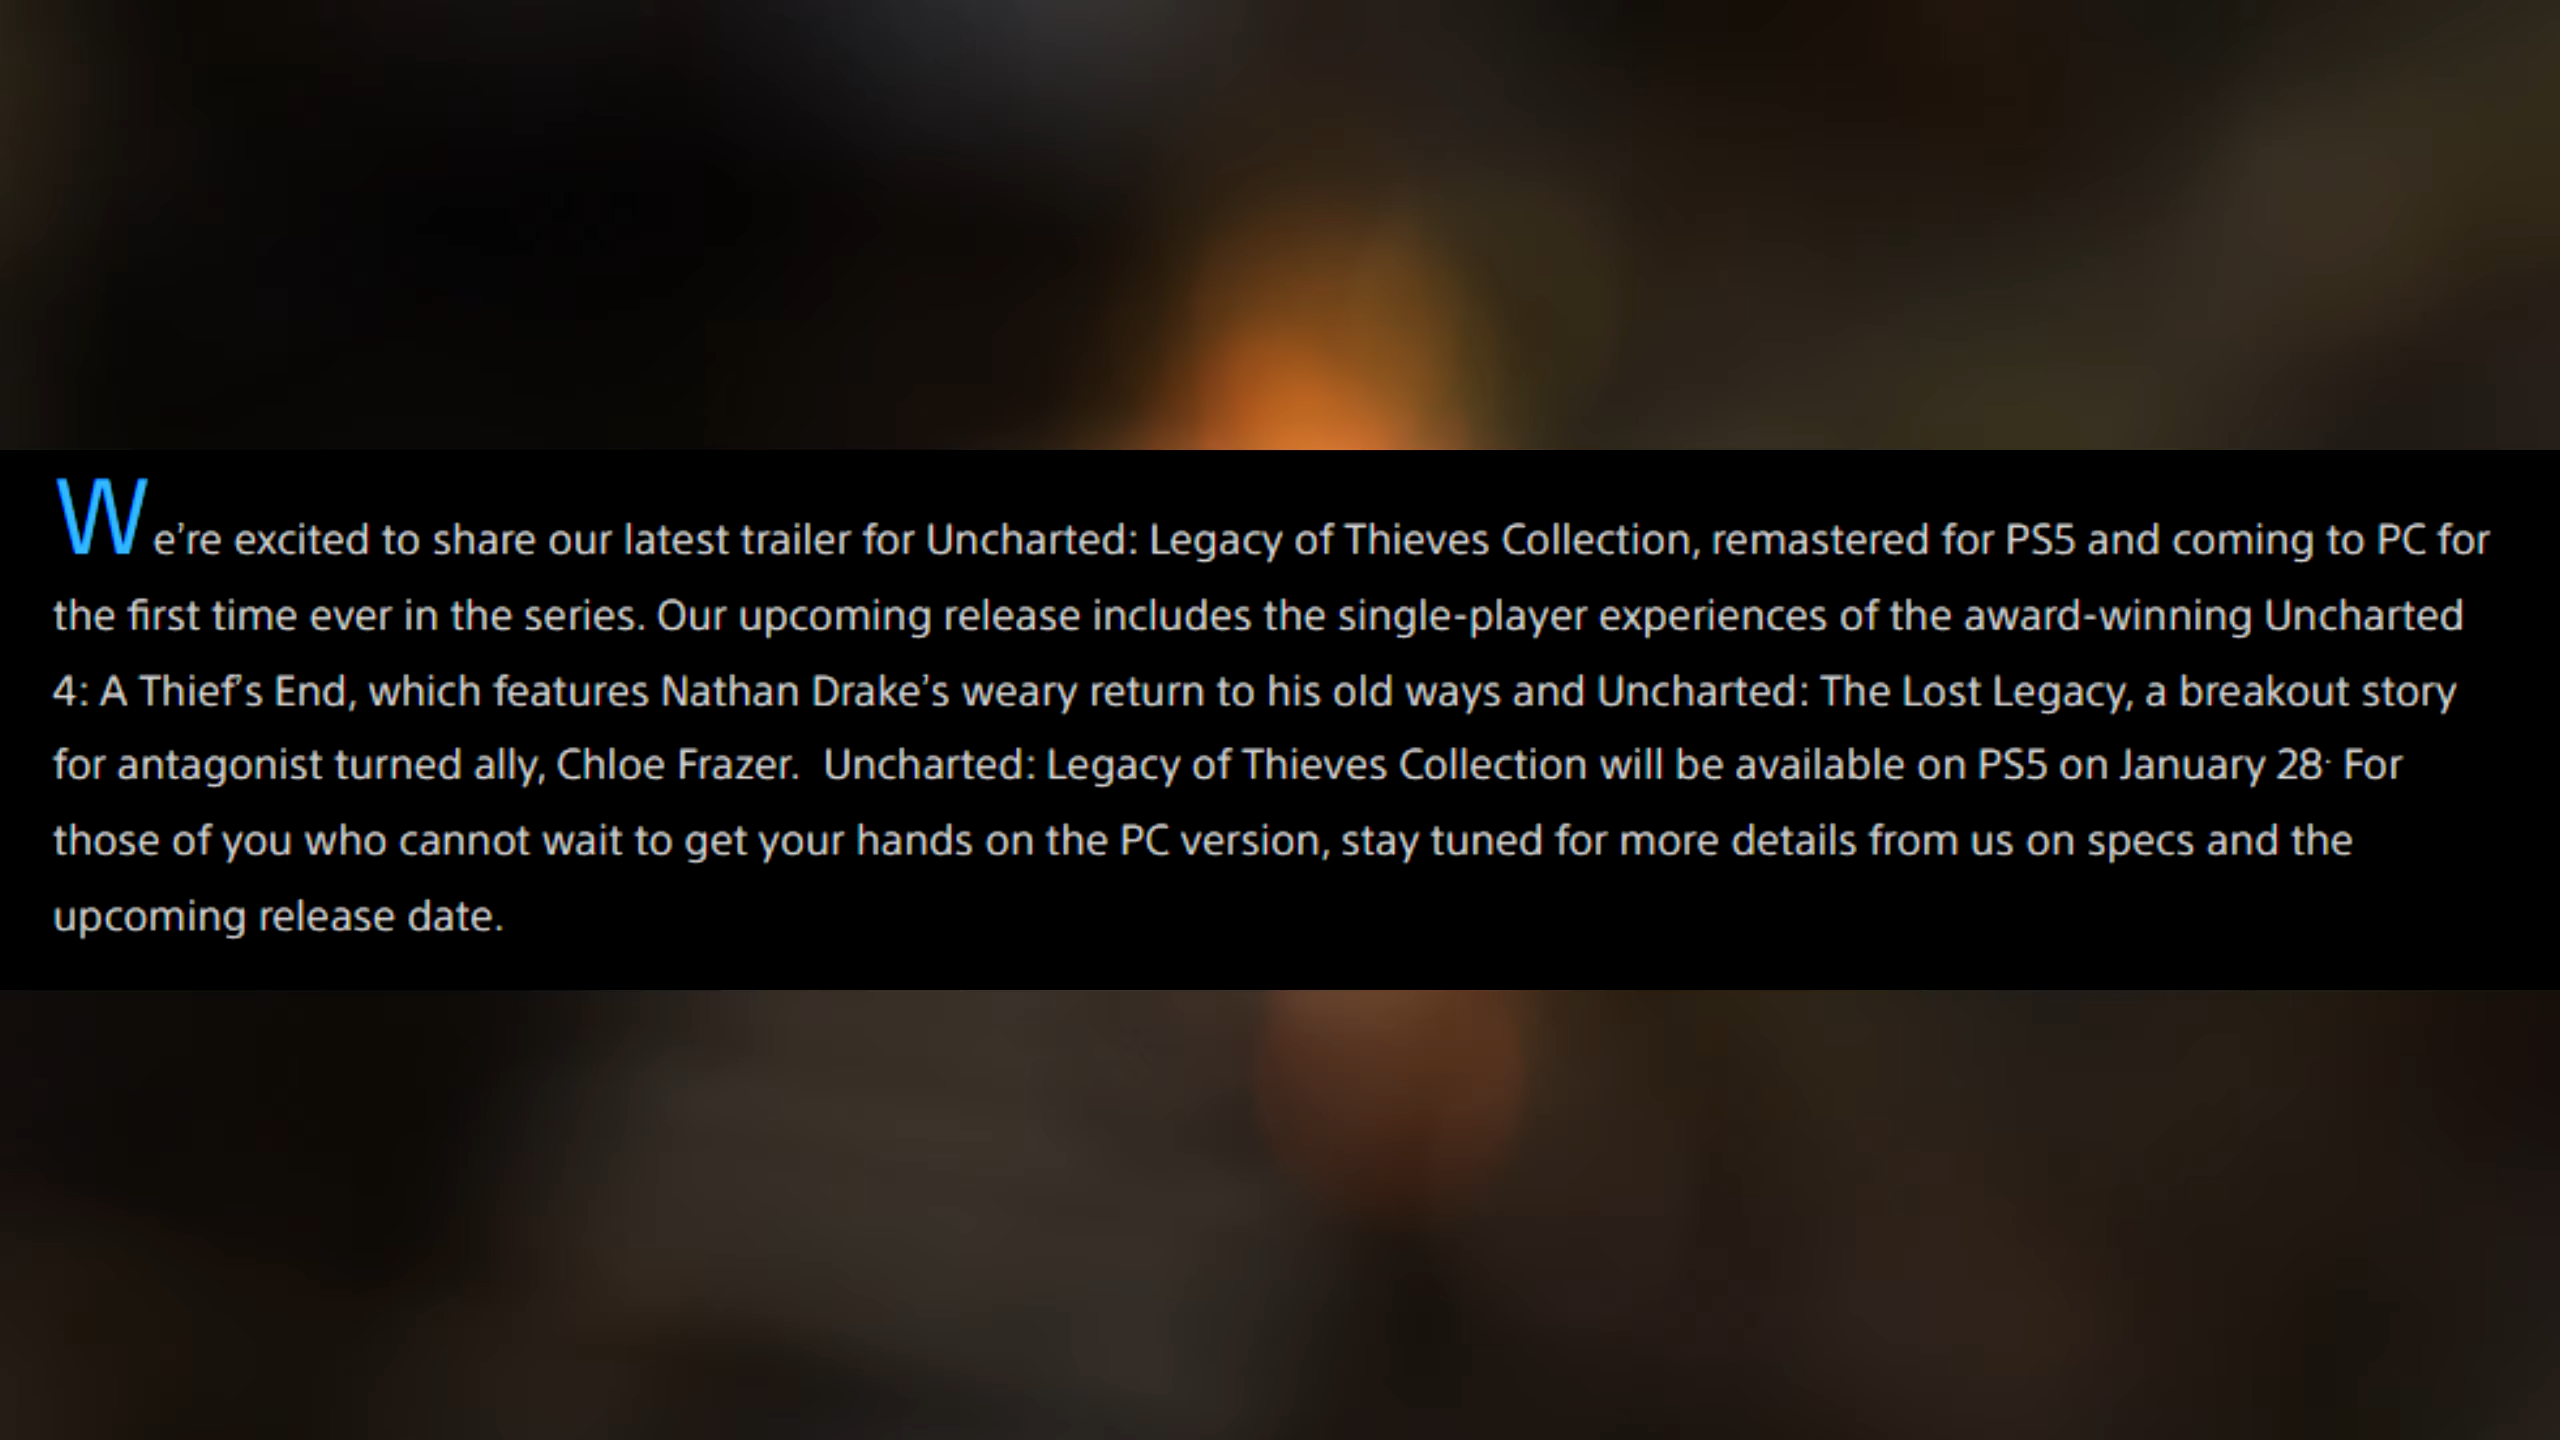 We’re excited to share our latest trailer for Uncharted: Legacy of Thieves Collection, remastered for PS5 and coming to PC for
the first time ever in the series. Our upcoming release includes the single-player experiences of the award-winning Uncharted
4: A Thief’s End, which features Nathan Drake’s weary return to his old ways and Uncharted: The Lost Legacy, a breakout story
for antagonist turned ally, Chloe Frazer.  Uncharted: Legacy of Thieves Collection will be available on PS5 on January 28. For
those of you who cannot wait to get your hands on the PC version, stay tuned for more details from us on specs and the
upcoming release date.